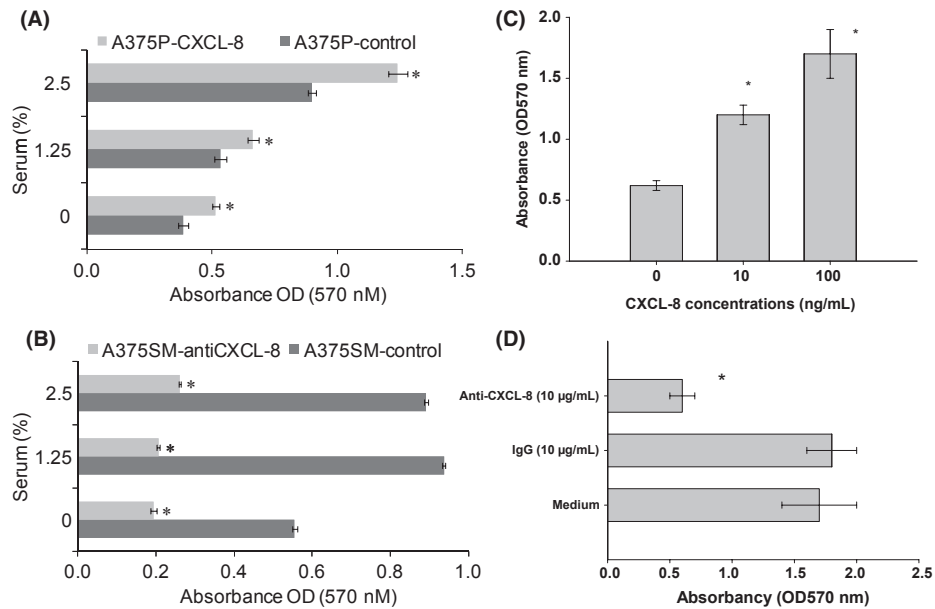 (A)
A375P-CXCL-8 A375P-control
Serum (%)
2.5 *
1.25 *
0 *
0.0 0.5 1.0 1.5
Absorbance OD (570 nM)
(B)
A375SM-antiCXCL-8 A375SM-control
Serum (%)
2.5 *
1.25 *
0 *
0.0 0.2 0.4 0.6 0.8 1.0
Absorbance OD (570 nM)
(C)
Absorbance (OD570 nm)
2.0
1.5
1.0
0.5
0.0
* *
0 10 100
CXCL-8 concentrations (ng/mL)
(D)
Anti-CXCL-8 (10 µg/mL) *
IgG (10 µg/mL)
Medium
0.0 0.5 1.0 1.5 2.0 2.5
Absorbancy (OD570 nm)